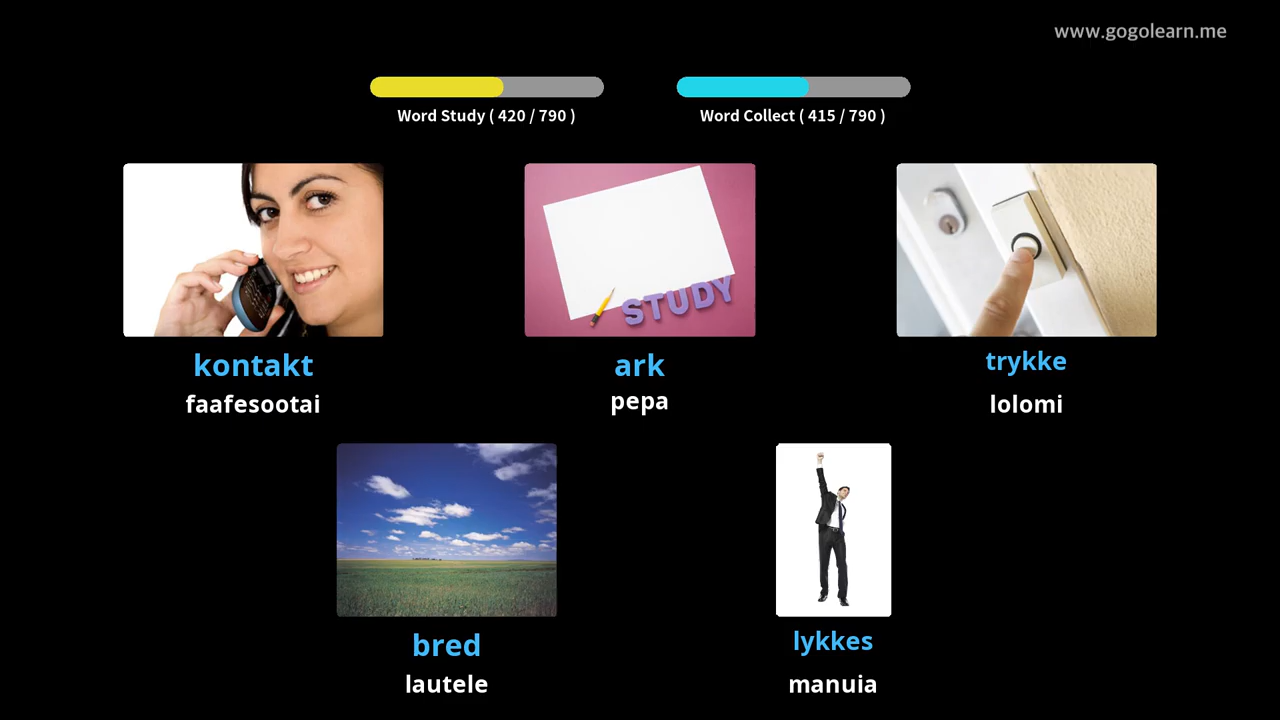 www.gogolearn.me
Word Study ( 420 / 790 )
Word Collect ( 415 / 790 )
STUDY
kontakt
faafesootai
ark
pepa
trykke
lolomi
bred
lautele
lykkes
manuia